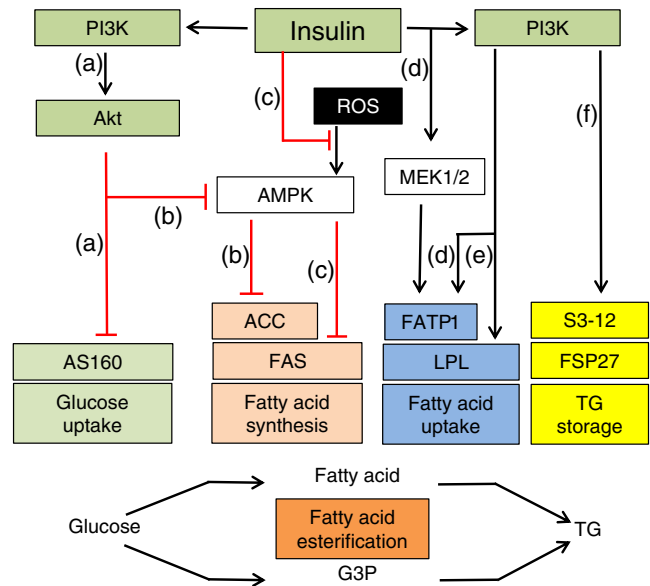 PI3K
Insulin
PI3K
(a)
(c)
(d)
(f)
ROS
Akt
AMPK
MEK1/2
(b)
(a)
(b)
(c)
(d)
(e)
ACC
FATP1
S3-12
AS160
FAS
LPL
FSP27
Glucose
uptake
Fatty acid
synthesis
Fatty acid
uptake
TG
storage
Fatty acid
Glucose
Fatty acid
esterification
TG
G3P